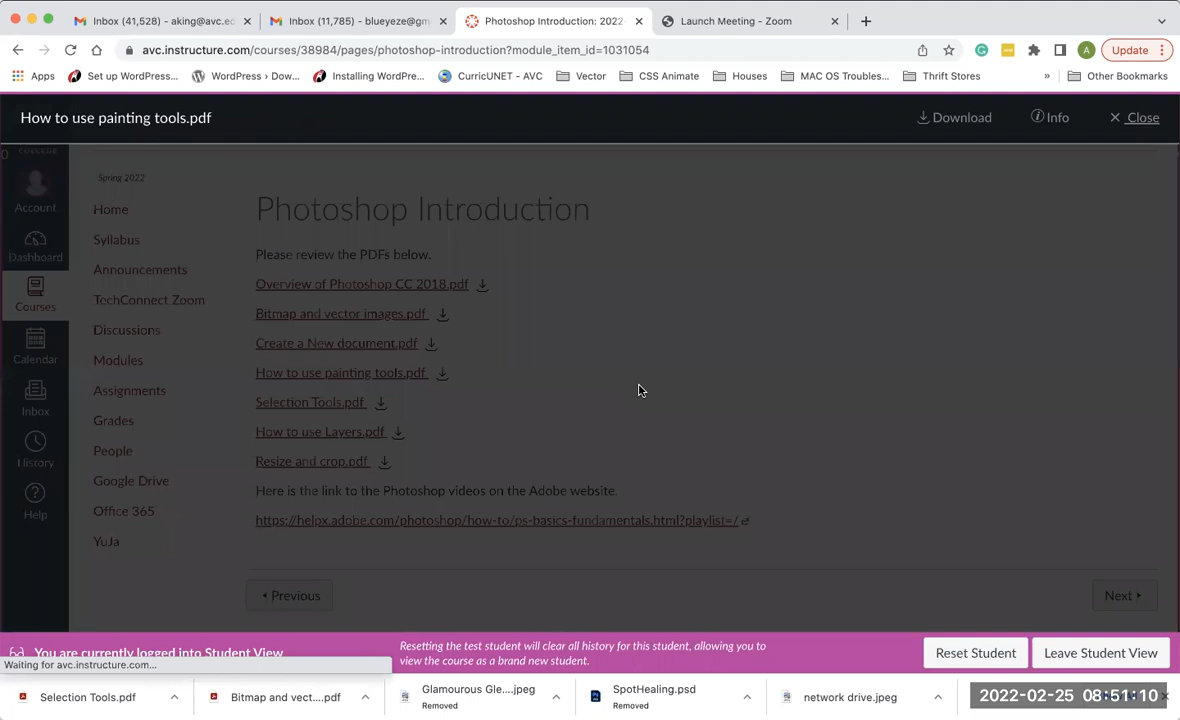 Inbox (41,528) - aking@avc.ed
Inbox (11,785) - blueyeze@gm
Photoshop Introduction: 2022-
Launch Meeting - Zoom
avc.instructure.com/courses/38984/pages/photoshop-introduction?module_item_id=1031054
A
Update
Apps
Set up WordPress...
WordPress › Dow...
Installing WordPre...
CurricUNET - AVC
Vector
CSS Animate
Houses
MAC OS Troubles...
Thrift Stores
»
Other Bookmarks
How to use painting tools.pdf
Download
Info
Close
Account
Dashboard
Courses
Calendar
Inbox
History
Help
Spring 2022
Home
Syllabus
Announcements
TechConnect Zoom
Discussions
Modules
Assignments
Grades
People
Google Drive
Office 365
YuJa
Photoshop Introduction
Please review the PDFs below.
Overview of Photoshop CC 2018.pdf
Bitmap and vector images.pdf
Create a New document.pdf
How to use painting tools.pdf
Selection Tools.pdf
How to use Layers.pdf
Resize and crop.pdf
Here is the link to the Photoshop videos on the Adobe website.
https://helpx.adobe.com/photoshop/how-to/ps-basics-fundamentals.html?playlist=/
Previous
Next
You are currently logged into Student View
Resetting the test student will clear all history for this student, allowing you to
view the course as a brand new student.
Reset Student
Leave Student View
Waiting for avc.instructure.com...
Selection Tools.pdf
Bitmap and vect....pdf
Glamourous Gle....jpeg
Removed
SpotHealing.psd
Removed
network drive.jpeg
2022-02-25 08:51:10